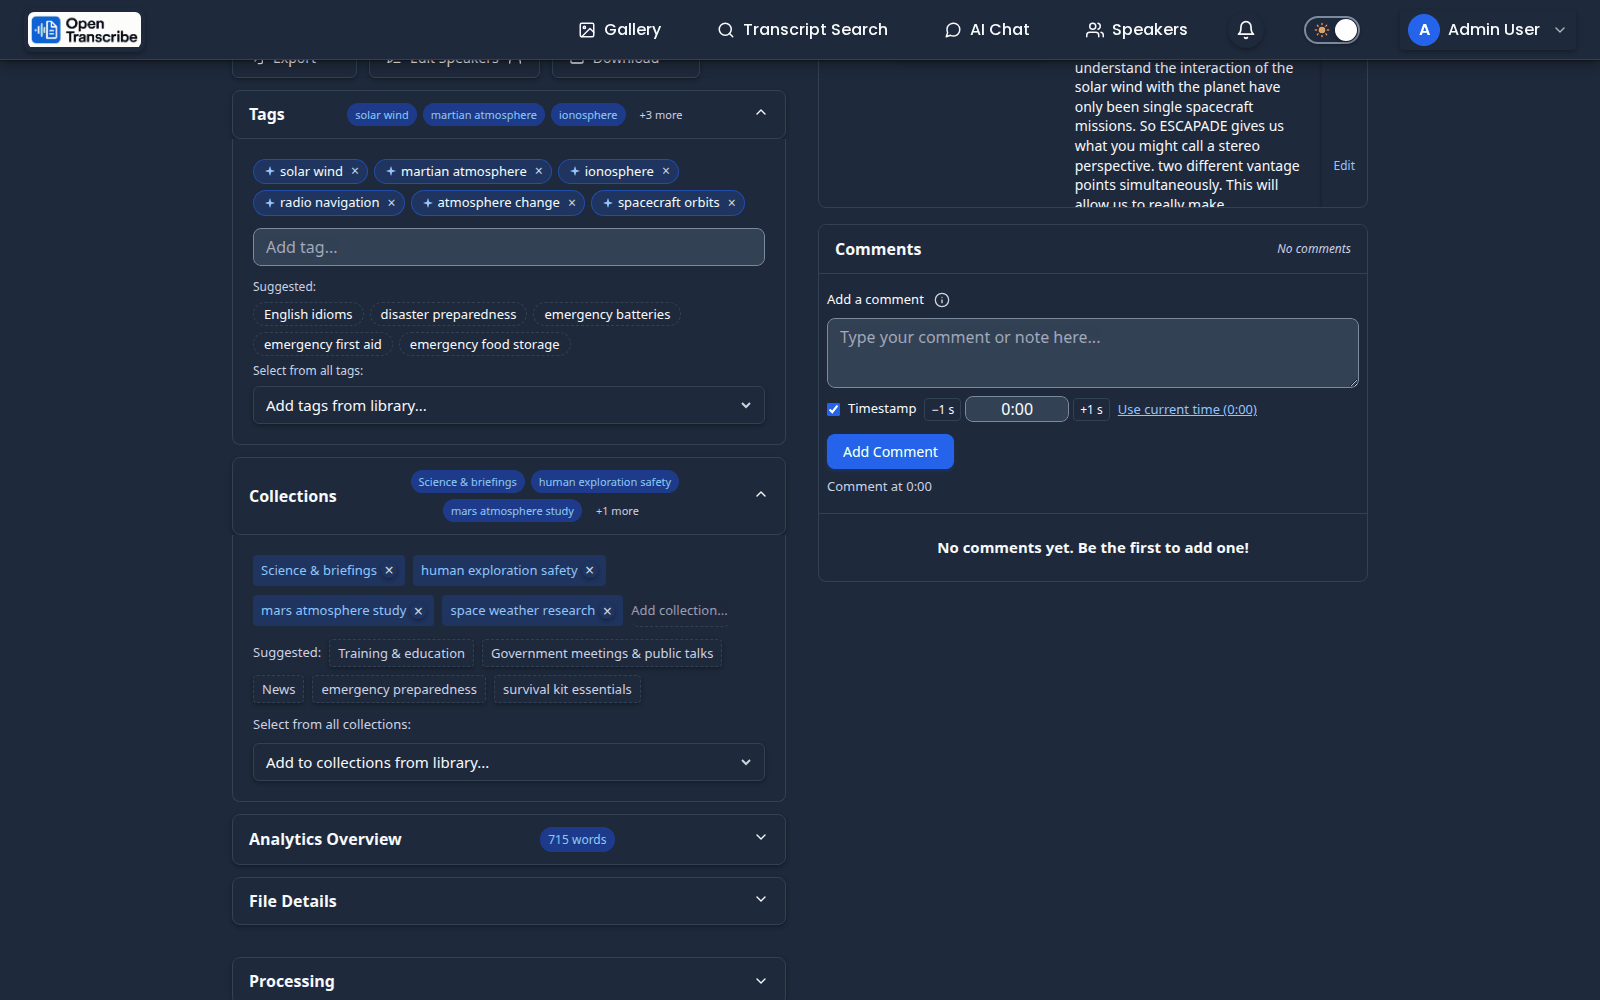 Open
Transcribe
Gallery
Transcript Search
AI Chat
Speakers
A
Admin User
Export
Edit Speakers
Download
Tags
solar wind
martian atmosphere
ionosphere
+3 more
solar wind ×
martian atmosphere ×
ionosphere ×
radio navigation ×
atmosphere change ×
spacecraft orbits ×
Add tag...
Suggested:
English idioms
disaster preparedness
emergency batteries
emergency first aid
emergency food storage
Select from all tags:
Add tags from library...
Collections
Science & briefings
human exploration safety
mars atmosphere study
+1 more
Science & briefings ×
human exploration safety ×
mars atmosphere study ×
space weather research ×
Add collection...
Suggested:
Training & education
Government meetings & public talks
News
emergency preparedness
survival kit essentials
Select from all collections:
Add to collections from library...
Analytics Overview
715 words
File Details
Processing
understand the interaction of the
solar wind with the planet have
only been single spacecraft
missions. So ESCAPADE gives us
what you might call a stereo
perspective. two different vantage
points simultaneously. This will
allow us to really make
Edit
Comments
No comments
Add a comment
Type your comment or note here...
Timestamp
−1 s
0:00
+1 s
Use current time (0:00)
Add Comment
Comment at 0:00
No comments yet. Be the first to add one!